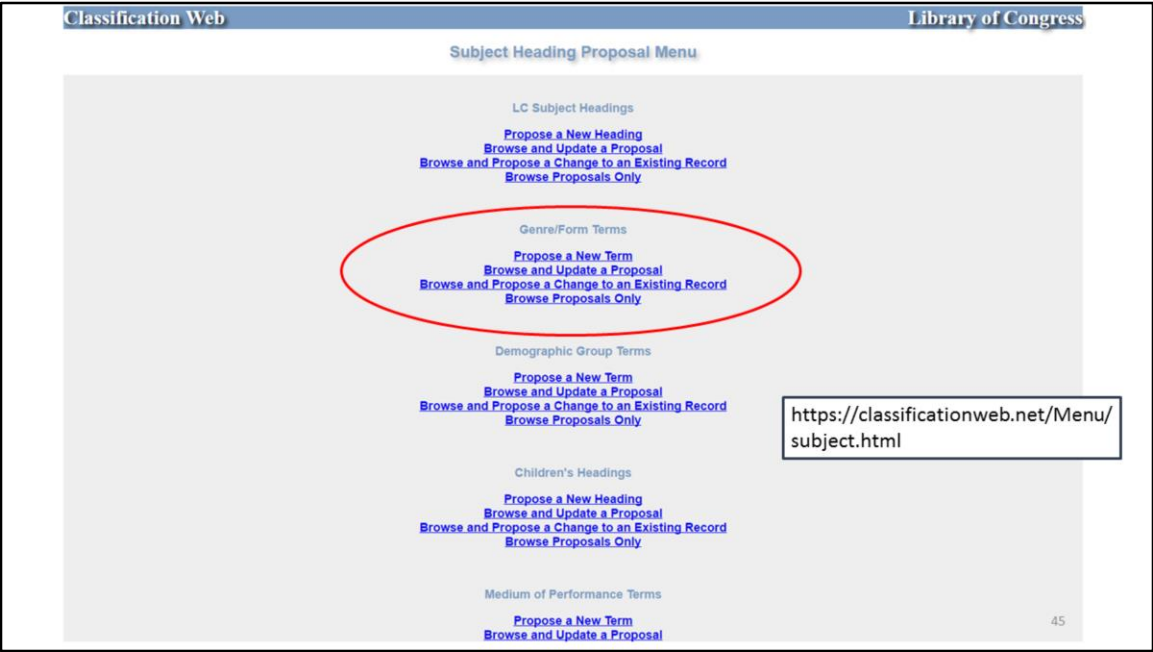 Classification Web
Library of Congress
Subject Heading Proposal Menu
LC Subject Headings
Propose a New Heading
Browse and Update a Proposal
Browse and Propose a Change to an Existing Record
Browse Proposals Only
Genre/Form Terms
Propose a New Term
Browse and Update a Proposal
Browse and Propose a Change to an Existing Record
Browse Proposals Only
Demographic Group Terms
Propose a New Term
Browse and Update a Proposal
Browse and Propose a Change to an Existing Record
Browse Proposals Only
https://classificationweb.net/Menu/
subject.html
Children's Headings
Propose a New Heading
Browse and Update a Proposal
Browse and Propose a Change to an Existing Record
Browse Proposals Only
Medium of Performance Terms
Propose a New Term
Browse and Update a Proposal
45